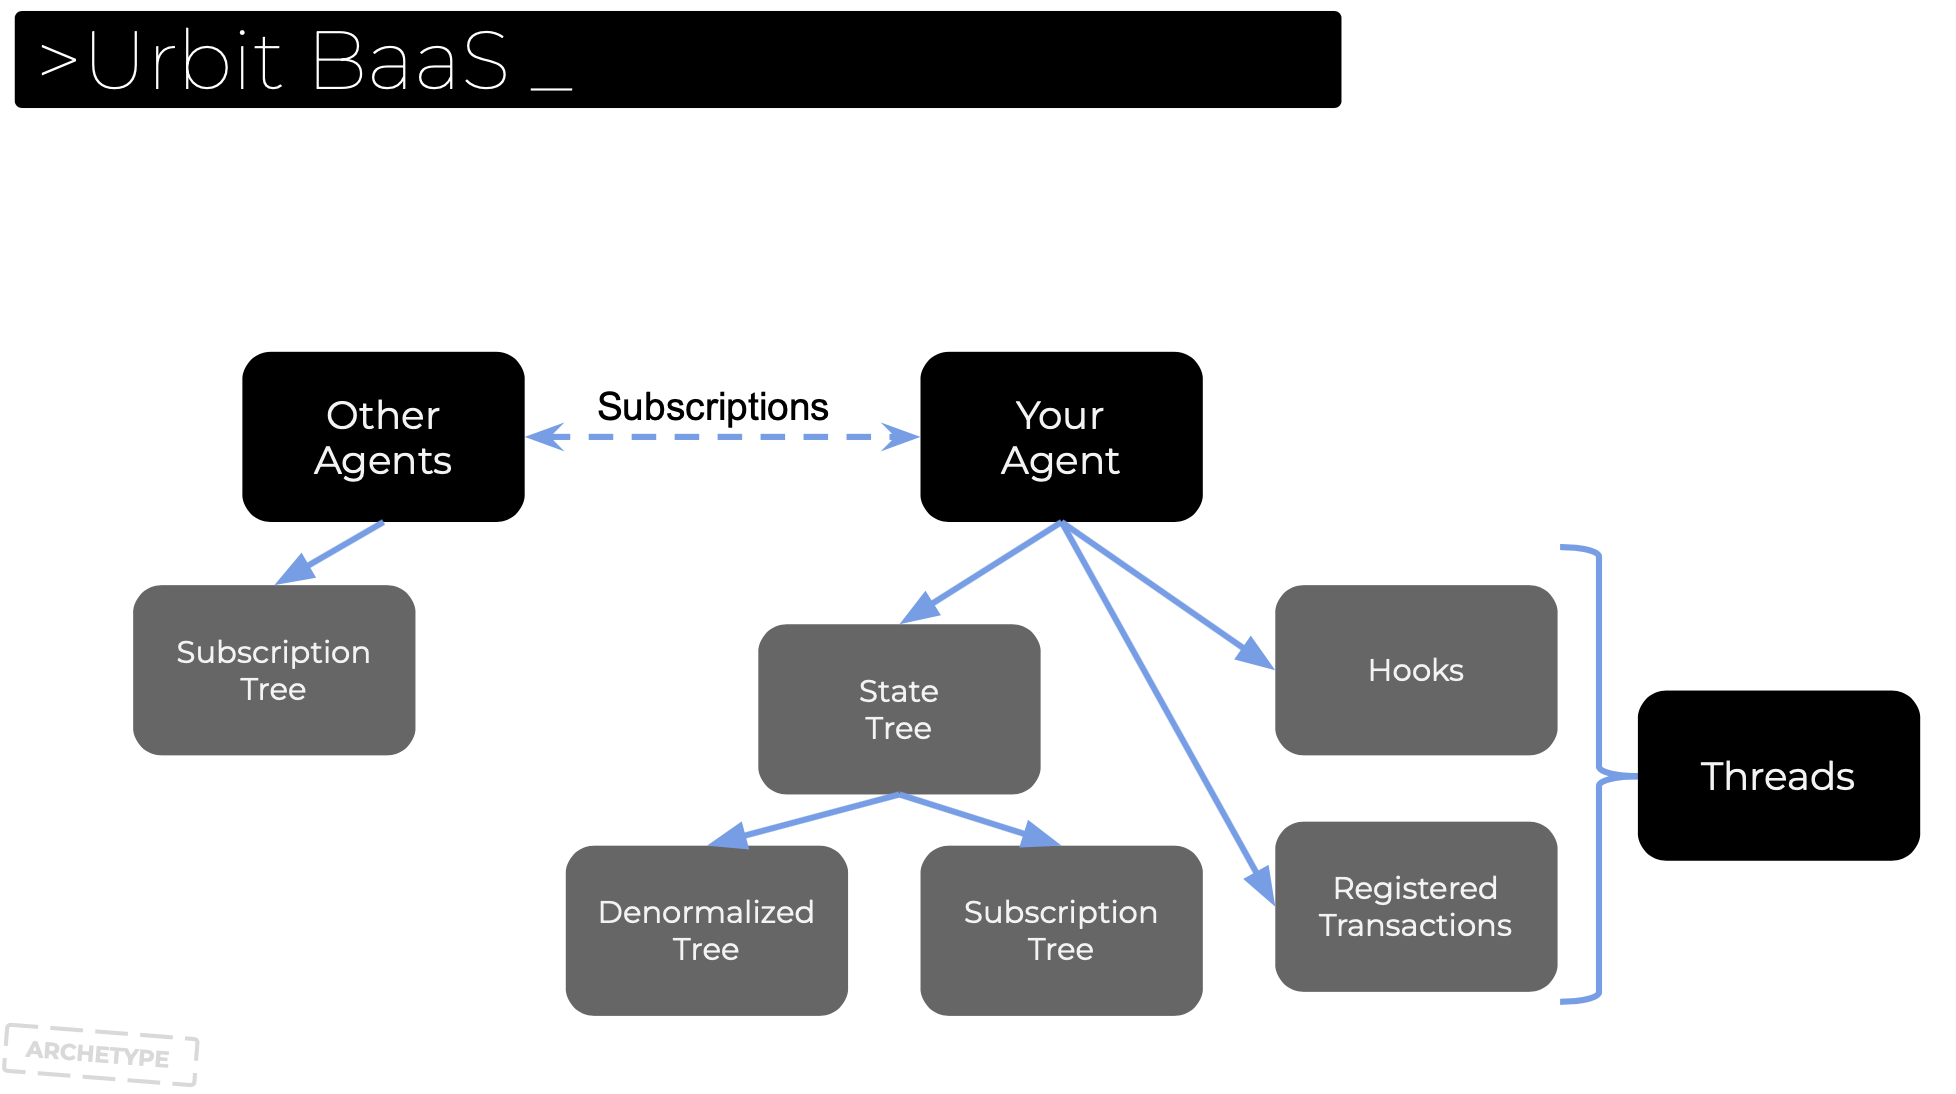 >Urbit BaaS _
Other
Agents
Subscriptions
Your
Agent
Subscription
Tree
State
Tree
Hooks
Threads
Denormalized
Tree
Subscription
Tree
Registered
Transactions
ARCHETYPE